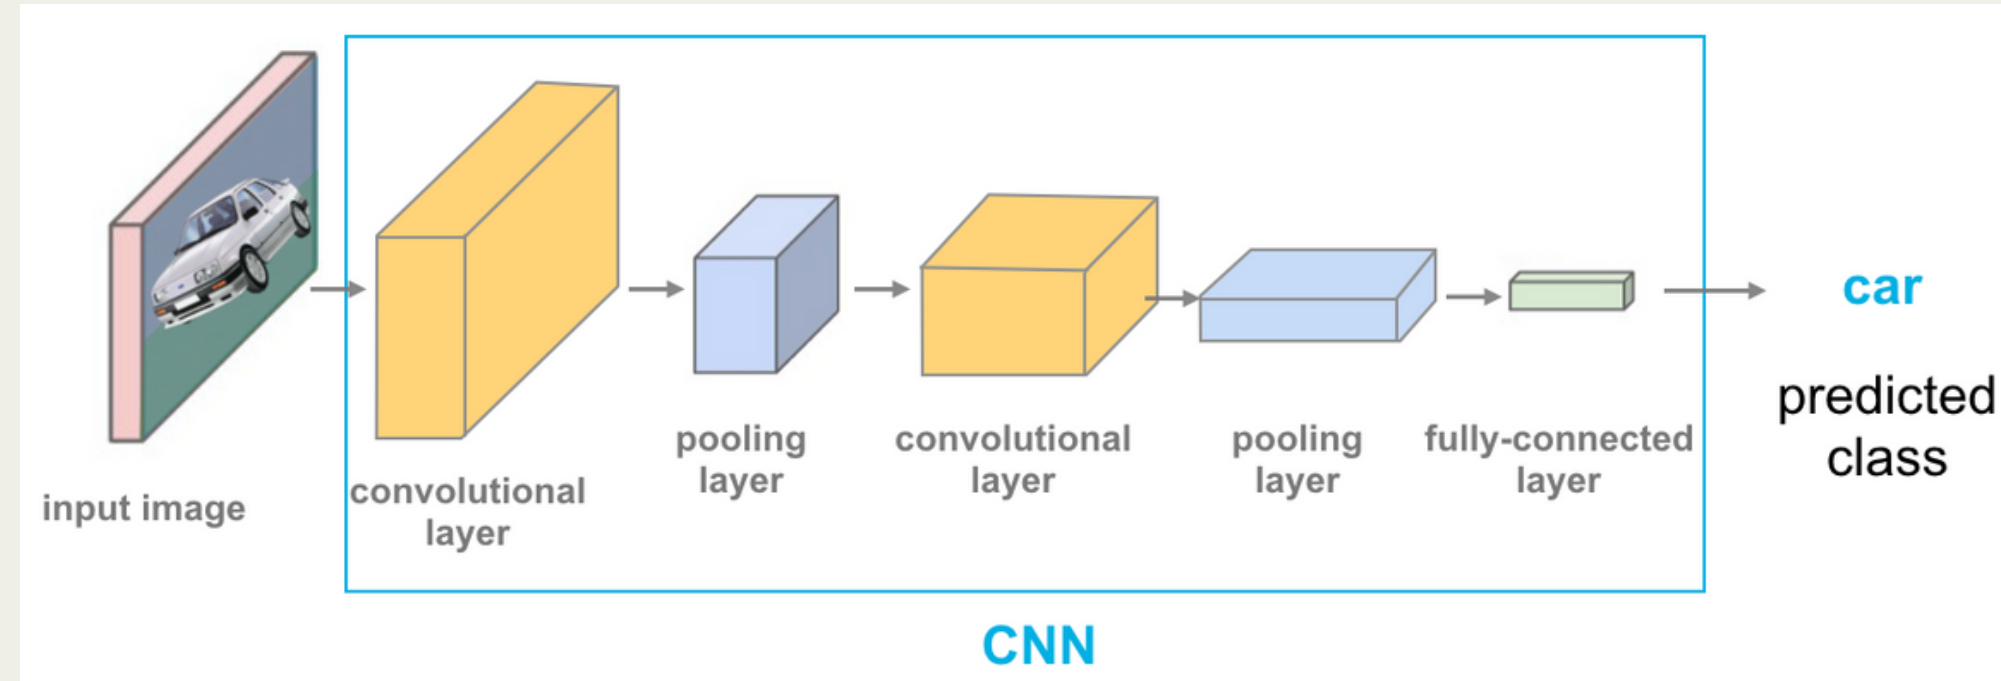 input image
convolutional
layer
pooling
layer
convolutional
layer
pooling
layer
fully-connected
layer
car
predicted
class
CNN